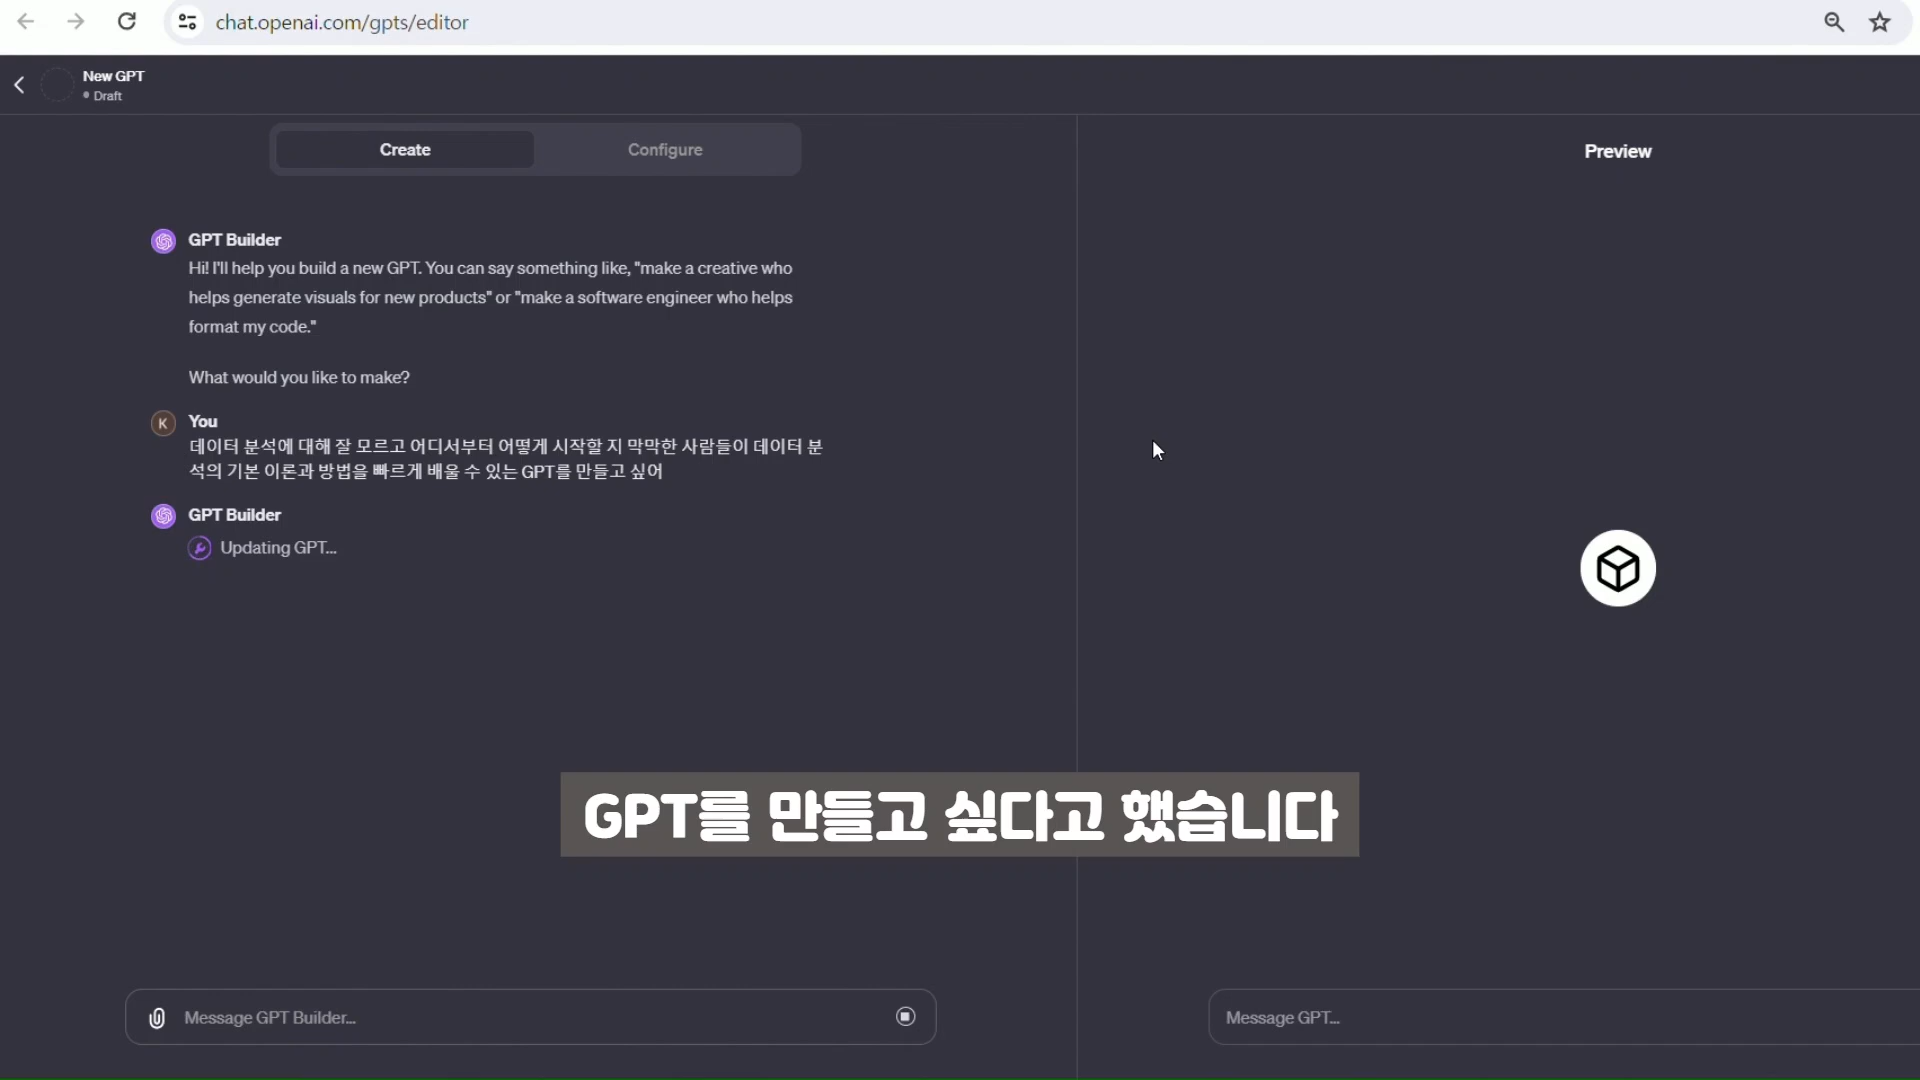 chat.openai.com/gpts/editor
New GPT
Draft
Create
Configure
Preview
GPT Builder
Hi! I'll help you build a new GPT. You can say something like, "make a creative who
helps generate visuals for new products" or "make a software engineer who helps
format my code."
What would you like to make?
K
You
데이터 분석에 대해 잘 모르고 어디서부터 어떻게 시작할 지 막막한 사람들이 데이터 분
석의 기본 이론과 방법을 빠르게 배울 수 있는 GPT를 만들고 싶어
GPT Builder
Updating GPT...
GPT를 만들고 싶다고 했습니다
Message GPT Builder...
Message GPT...